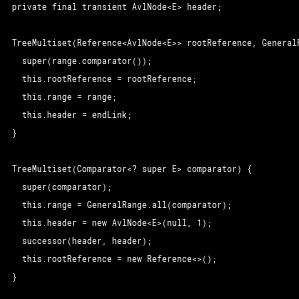 private final transient AvlNode<E> header;
TreeMultiset(Reference<AvlNode<E>> rootReference,
super(range.comparator());
this.rootReference = rootReference;
this.range = range;
this.header = endLink;
}
TreeMultiset(Comparator<? super E> comparator) {
super(comparator);
this.range = GeneralRange.all(comparator);
this.header = new AvlNode<E>(null, 1);
successor(header, header);
this.rootReference = new Reference<>();
}